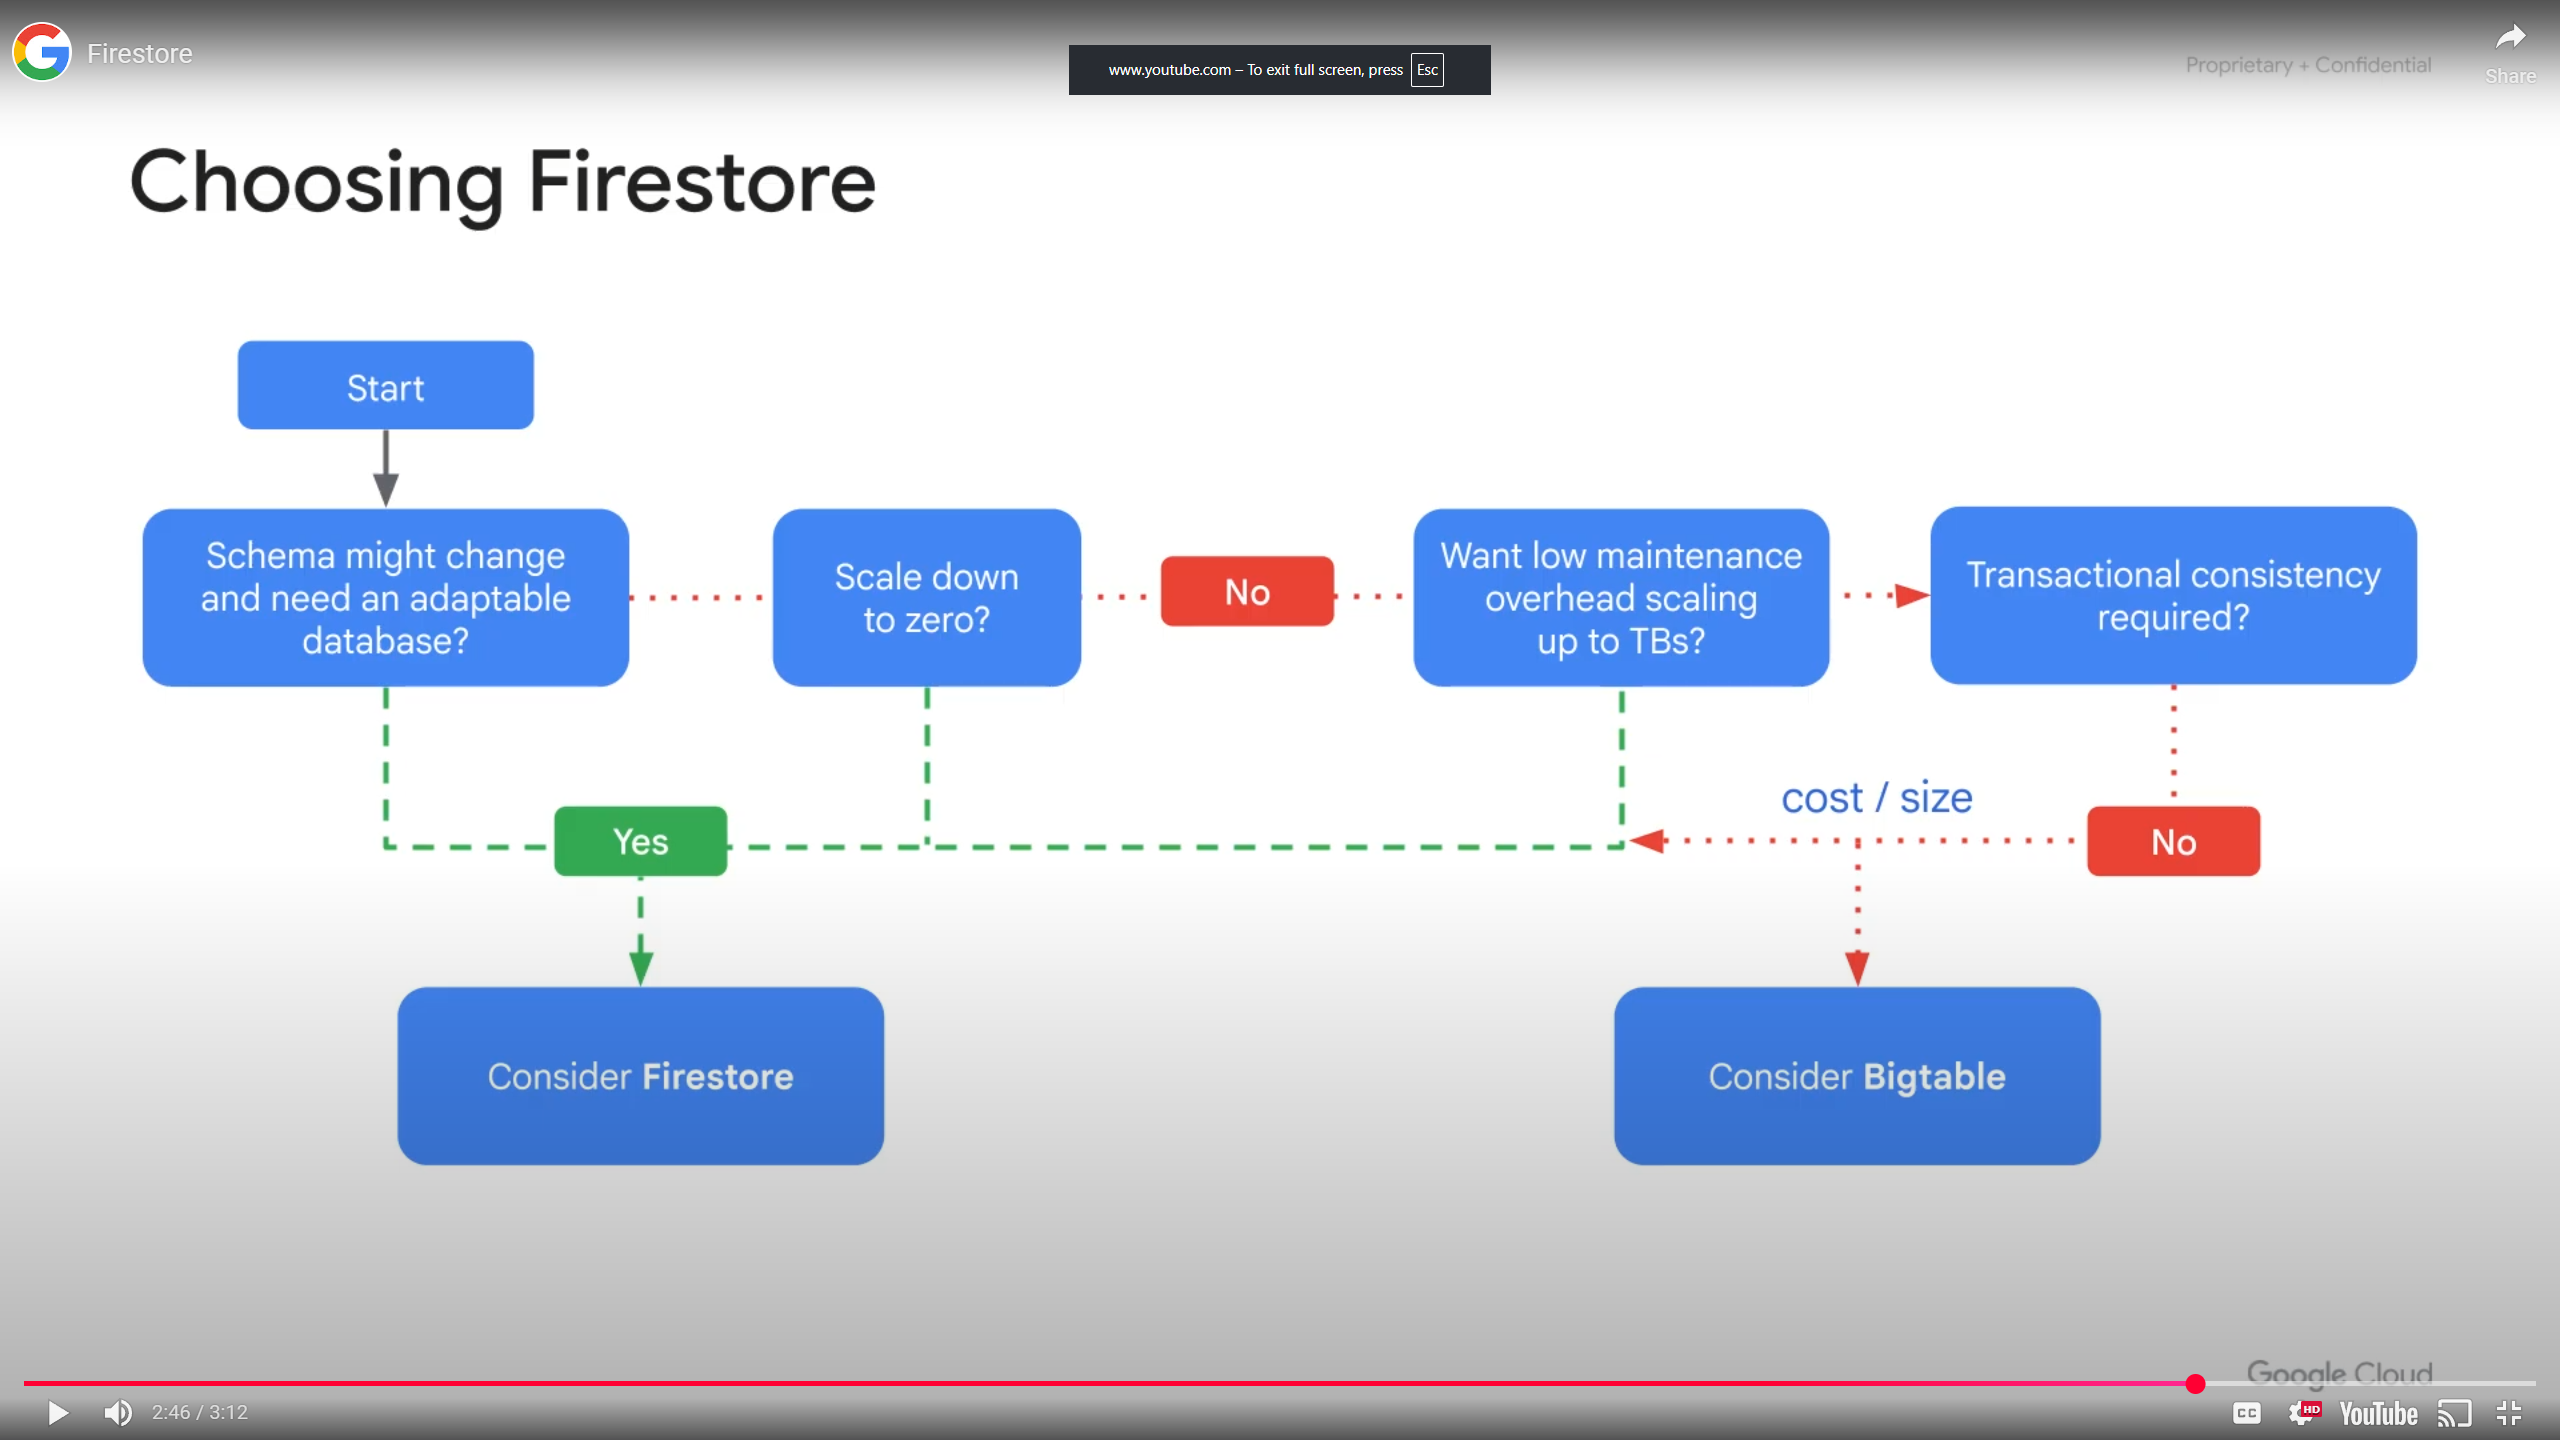 Firestore
www.youtube.com – To exit full screen, press Esc
Proprietary + Confidential
Share
Choosing Firestore
Start
Schema might change
and need an adaptable
database?
Scale down
to zero?
No
Want low maintenance
overhead scaling
up to TBs?
Transactional consistency
required?
cost / size
Yes
No
Consider Firestore
Consider Bigtable
Google Cloud
2:46 / 3:12
CC
HD
YouTube